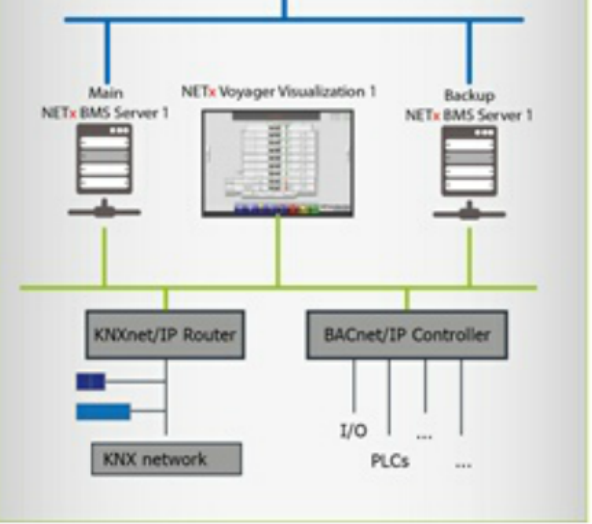 Main
NETx BMS Server 1
NETx Voyager Visualization 1
Backup
NETx BMS Server 1
KNXnet/IP Router
BACnet/IP Controller
I/O
...
PLCs
...
KNX network